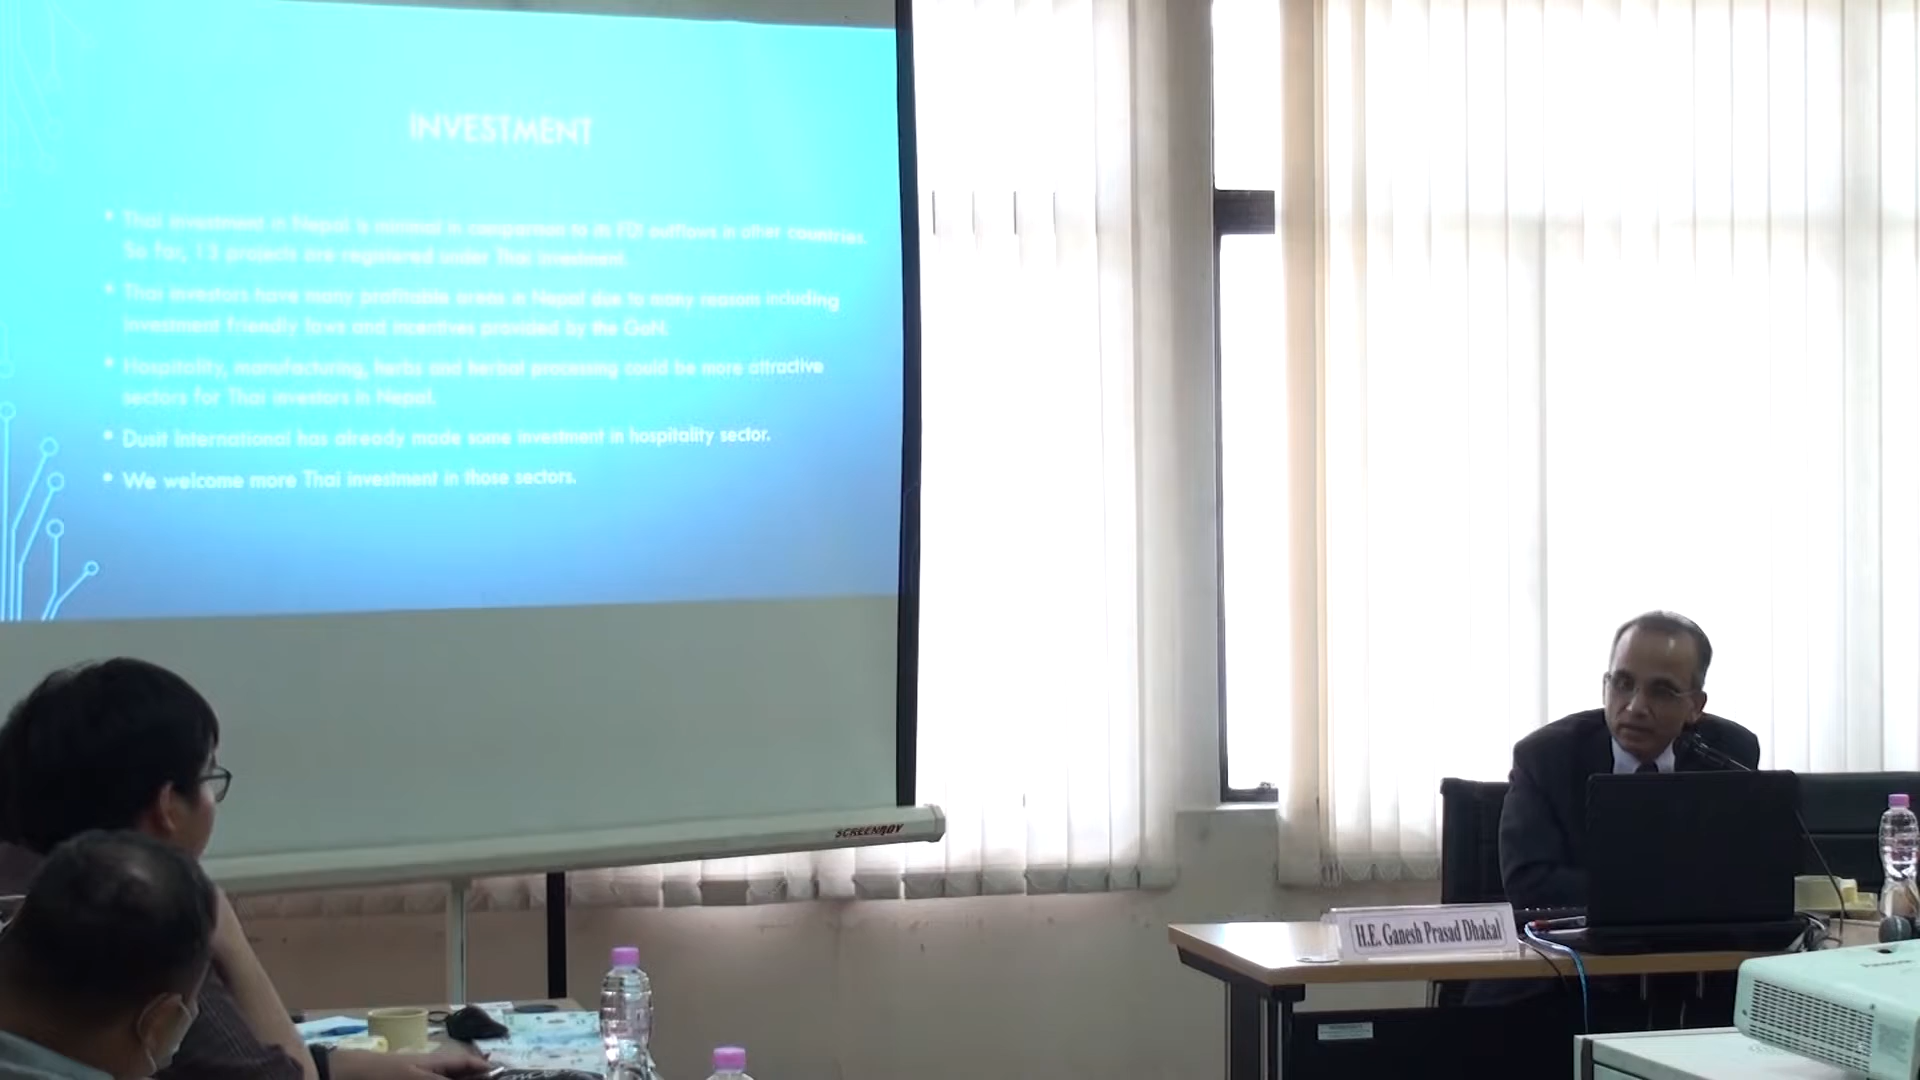 INVESTMENT
• Thai investment in Nepal is minimal in comparison to its FDI outflows in other countries.
So far, 13 projects are registered under Thai investment.
• Thai investors have many profitable areas in Nepal due to many reasons including
investment friendly laws and incentives provided by the GoN.
• Hospitality, manufacturing, herbs and herbal processing could be more attractive
sectors for Thai investors in Nepal.
• Dusit International has already made some investment in hospitality sector.
• We welcome more Thai investment in those sectors.
SCREENBOY
H.E. Ganesh Prasad Dhakal
Panasonic